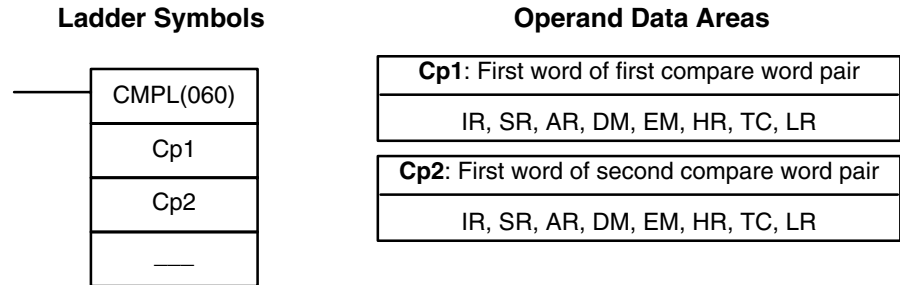 Ladder Symbols
CMPL(060)
Cp1
Cp2
___
Operand Data Areas
Cp1: First word of first compare word pair
IR, SR, AR, DM, EM, HR, TC, LR
Cp2: First word of second compare word pair
IR, SR, AR, DM, EM, HR, TC, LR